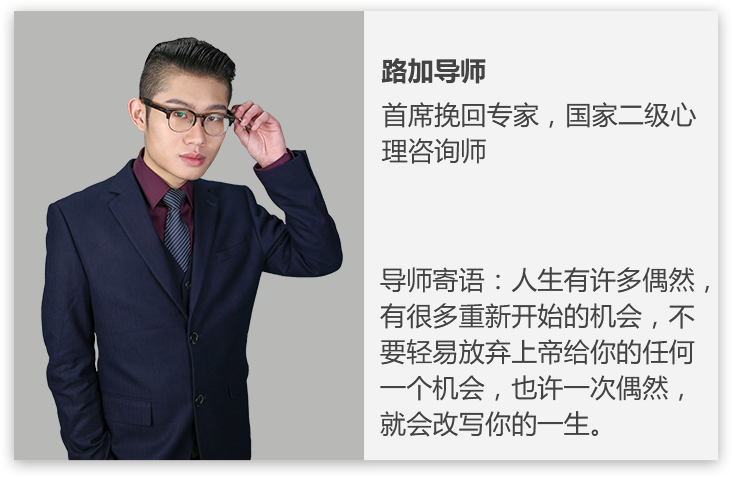 路加导师
首席挽回专家，国家二级心
理咨询师
导师寄语：人生有许多偶然，
有很多重新开始的机会，不
要轻易放弃上帝给你的任何
一个机会，也许一次偶然，
就会改写你的一生。